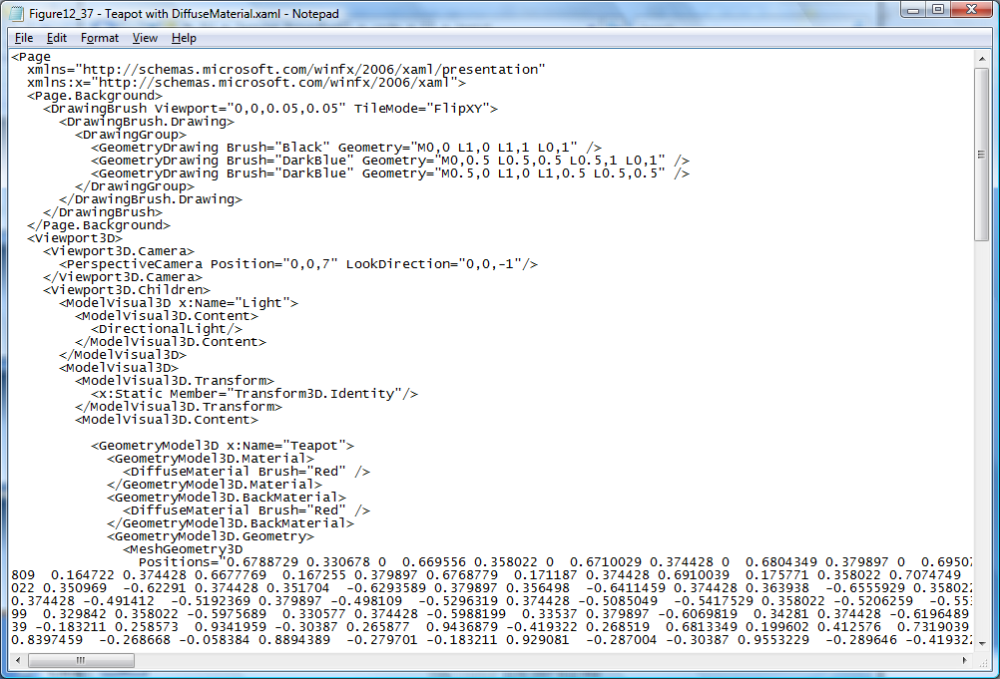 Figure12_37 - Teapot with DiffuseMaterial.xaml - Notepad
File Edit Format View Help
<Page
xmlns="http://schemas.microsoft.com/winfx/2006/xaml/presentation"
xmlns:x="http://schemas.microsoft.com/winfx/2006/xaml">
<Page.Background>
<DrawingBrush Viewport="0,0,0.05,0.05" TileMode="FlipXY">
<DrawingBrush.Drawing>
<DrawingGroup>
<GeometryDrawing Brush="Black" Geometry="M0,0 L1,0 L1,1 L0,1" />
<GeometryDrawing Brush="DarkBlue" Geometry="M0,0.5 L0.5,0.5 L0.5,1 L0,1" />
<GeometryDrawing Brush="DarkBlue" Geometry="M0.5,0 L1,0 L1,0.5 L0.5,0.5" />
</DrawingGroup>
</DrawingBrush.Drawing>
</DrawingBrush>
</Page.Background>
<Viewport3D>
<Viewport3D.Camera>
<PerspectiveCamera Position="0,0,7" LookDirection="0,0,-1"/>
</Viewport3D.Camera>
<Viewport3D.Children>
<ModelVisual3D x:Name="Light">
<ModelVisual3D.Content>
<DirectionalLight/>
</ModelVisual3D.Content>
</ModelVisual3D>
<ModelVisual3D>
<ModelVisual3D.Transform>
<x:Static Member="Transform3D.Identity"/>
</ModelVisual3D.Transform>
<ModelVisual3D.Content>
<GeometryModel3D x:Name="Teapot">
<GeometryModel3D.Material>
<DiffuseMaterial Brush="Red" />
</GeometryModel3D.Material>
<GeometryModel3D.BackMaterial>
<DiffuseMaterial Brush="Red" />
</GeometryModel3D.BackMaterial>
<GeometryModel3D.Geometry>
<MeshGeometry3D
Positions="0.6788729 0.330678 0  0.669556 0.358022 0  0.6710029 0.374428 0  0.6804349 0.379897 0  0.6950
809  0.164722 0.374428 0.6677769  0.167255 0.379897 0.6768779  0.171187 0.374428 0.6910039  0.175771 0.358022 0.7074749
022 0.350969  -0.62291 0.374428 0.351704  -0.6293589 0.379897 0.356498  -0.6411459 0.374428 0.363938  -0.6555929 0.358022
0.374428 -0.491412  -0.5192369 0.379897 -0.498109  -0.5296319 0.374428 -0.5085049  -0.5417529 0.358022 -0.5206259  -0.553
99  0.329842 0.358022 -0.5975689  0.330577 0.374428 -0.5988199  0.33537 0.379897 -0.6069819  0.34281 0.374428 -0.6196489
39 -0.183211 0.258573  0.9341959 -0.30387 0.265877  0.9436879 -0.419322 0.268519  0.6813349 0.199602 0.412576  0.7319039
0.8397459  -0.268668 -0.058384 0.8894389  -0.279701 -0.183211 0.929081  -0.287004 -0.30387 0.9553229  -0.289646 -0.419322